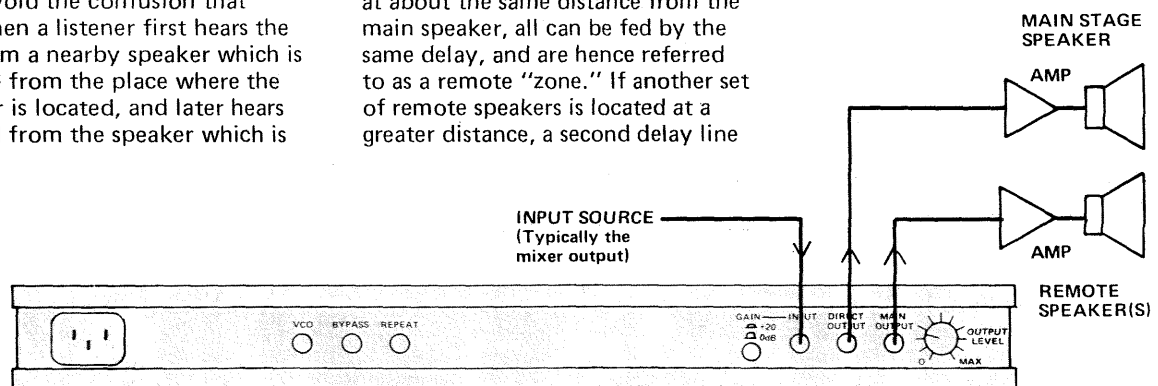 void the confusion that
hen a listener first hears the
m a nearby speaker which is
from the place where the
r is located, and later hears
from the speaker which is
at about the same distance from the
main speaker, all can be fed by the
same delay, and are hence referred
to as a remote "zone." If another set
of remote speakers is located at a
greater distance, a second delay line
MAIN STAGE
SPEAKER
AMP
INPUT SOURCE
(Typically the
mixer output)
AMP
REMOTE
SPEAKER(S)
VCO BYPASS REPEAT
GAIN INPUT DIRECT OUTPUT MAIN OUTPUT
+20
0dB
OUTPUT
LEVEL
0 MAX